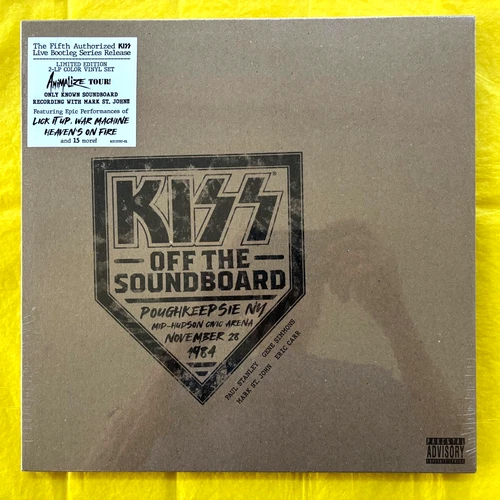 The Fifth Authorized KISS
Live Bootleg Series Release
LIMITED EDITION
2-LP COLOR VINYL SET
ANIMALIZE TOUR!
ONLY KNOWN SOUNDBOARD
RECORDING WITH MARK ST. JOHN!
Featuring Epic Performances of
LICK IT UP, WAR MACHINE
HEAVEN'S ON FIRE
and 15 more!
KISS
OFF THE
SOUNDBOARD
POUGHKEEPSIE NY
MID-HUDSON CIVIC ARENA
NOVEMBER 28
1984
PAUL STANLEY GENE SIMMONS
MARK ST. JOHN ERIC CARR
PARENTAL
ADVISORY
EXPLICIT LYRICS